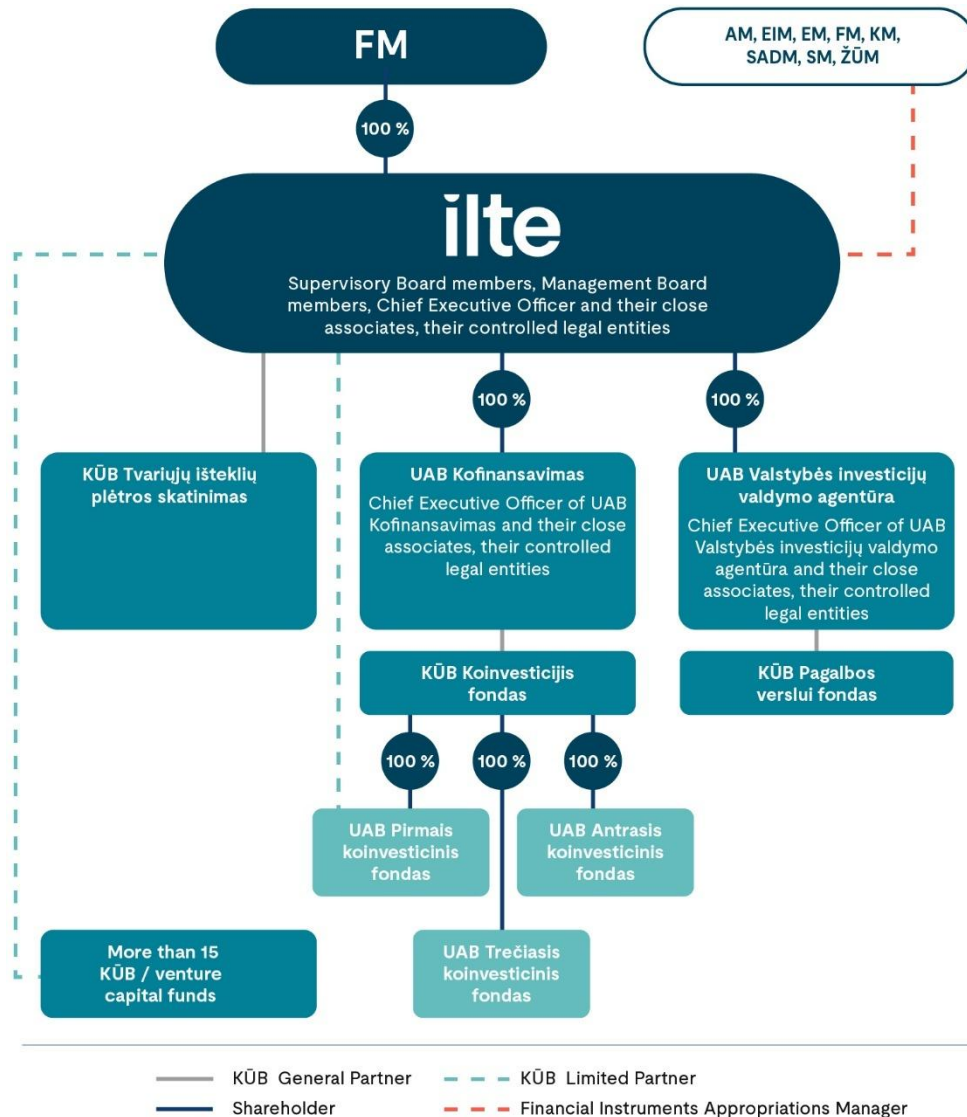 FM
AM, EIM, EM, FM, KM,
SADM, SM, ŽŪM
100 %
ilte
Supervisory Board members, Management Board
members, Chief Executive Officer and their close
associates, their controlled legal entities
100 %
100 %
KŪB Tvariųjų išteklių
plėtros skatinimas
UAB Kofinansavimas
Chief Executive Officer of UAB
Kofinansavimas and their close
associates, their controlled
legal entities
UAB Valstybės investicijų
valdymo agentūra
Chief Executive Officer of UAB
Valstybės investicijų valdymo
agentūra and their close
associates, their controlled
legal entities
KŪB Koinvesticijis
fondas
KŪB Pagalbos
verslui fondas
100 %
100 %
100 %
UAB Pirmais
koinvesticinis
fondas
UAB Antrasis
koinvesticinis
fondas
More than 15
KŪB / venture
capital funds
UAB Trečiasis
koinvesticinis
fondas
KŪB General Partner
KŪB Limited Partner
Shareholder
Financial Instruments Appropriations Manager